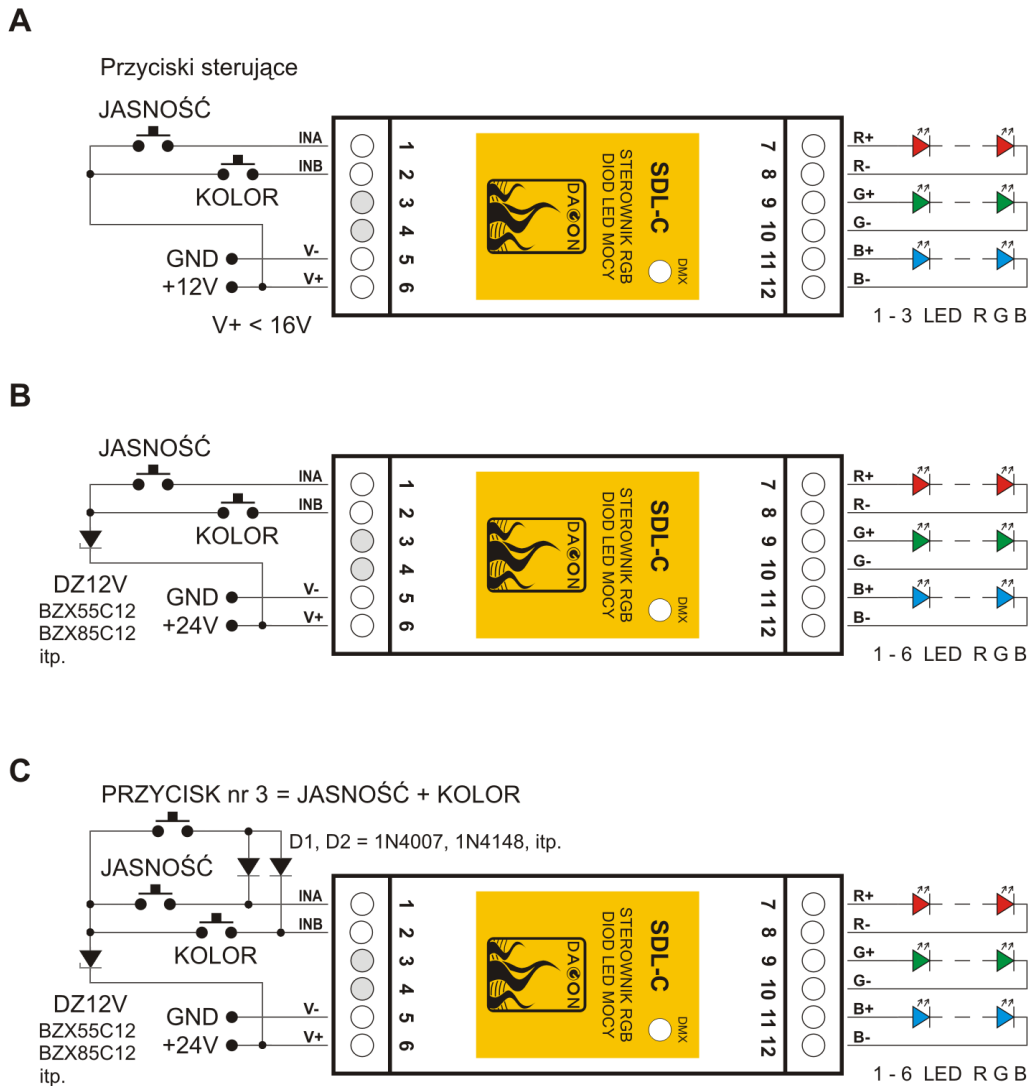 A
Przyciski sterujące
JASNOŚĆ
KOLOR
INA
INB
GND
+12V
V-
V+
V+ < 16V
1
2
3
4
5
6
DAGON
SDL-C
STEROWNIK RGB
DIOD LED MOCY
DMX
7
8
9
10
11
12
R+
R-
G+
G-
B+
B-
1 - 3 LED R G B
B
JASNOŚĆ
KOLOR
INA
INB
DZ12V
BZX55C12
BZX85C12
itp.
GND
+24V
V-
V+
1
2
3
4
5
6
DAGON
SDL-C
STEROWNIK RGB
DIOD LED MOCY
DMX
7
8
9
10
11
12
R+
R-
G+
G-
B+
B-
1 - 6 LED R G B
C
PRZYCISK nr 3 = JASNOŚĆ + KOLOR
D1, D2 = 1N4007, 1N4148, itp.
JASNOŚĆ
KOLOR
INA
INB
DZ12V
BZX55C12
BZX85C12
itp.
GND
+24V
V-
V+
1
2
3
4
5
6
DAGON
SDL-C
STEROWNIK RGB
DIOD LED MOCY
DMX
7
8
9
10
11
12
R+
R-
G+
G-
B+
B-
1 - 6 LED R G B